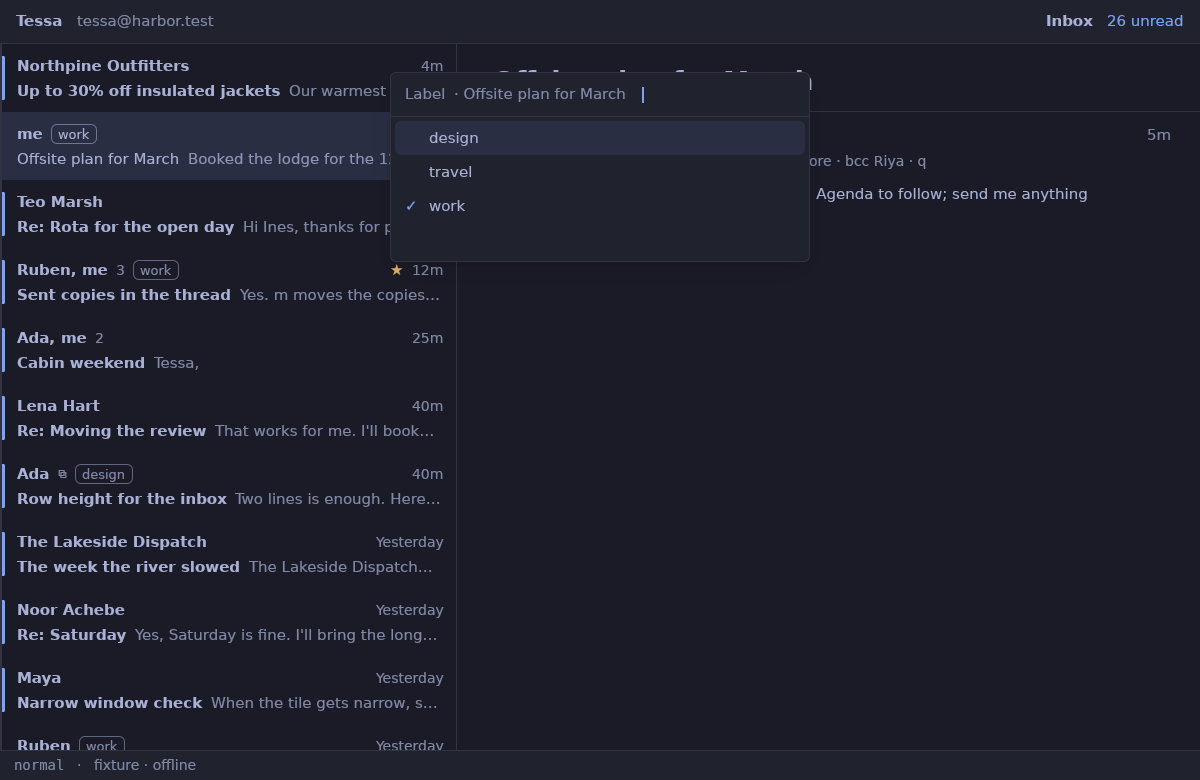 Tessa tessa@harbor.test Inbox 26 unread
Northpine Outfitters 4m
Up to 30% off insulated jackets Our warmest
me work
Offsite plan for March Booked the lodge for the
Teo Marsh
Re: Rota for the open day Hi Ines, thanks for
Ruben, me 3 work ★ 12m
Sent copies in the thread Yes. m moves the copies…
Ada, me 2 25m
Cabin weekend Tessa,
Lena Hart 40m
Re: Moving the review That works for me. I'll book…
Ada design 40m
Row height for the inbox Two lines is enough. Here…
The Lakeside Dispatch Yesterday
The week the river slowed The Lakeside Dispatch…
Noor Achebe Yesterday
Re: Saturday Yes, Saturday is fine. I'll bring the long…
Maya Yesterday
Narrow window check When the tile gets narrow, s…
Ruben work Yesterday
Label · Offsite plan for March
design
travel
✓ work
5m
· bcc Riya · q
Agenda to follow; send me anything
normal · fixture · offline